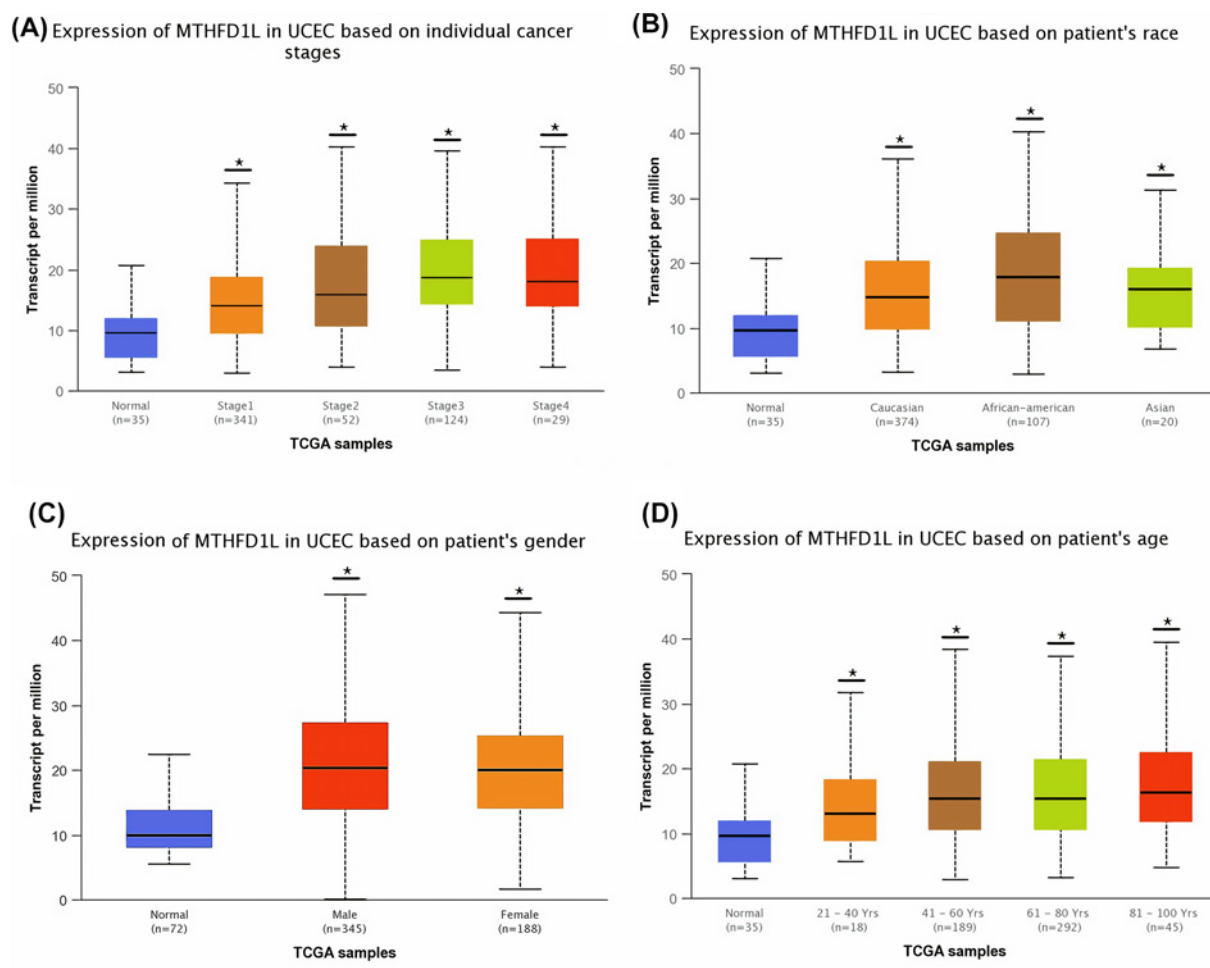 (A) Expression of MTHFD1L in UCEC based on individual cancer
stages
Transcript per million
50
40
30
20
10
0
★ ★ ★ ★
Normal Stage1 Stage2 Stage3 Stage4
(n=35) (n=341) (n=52) (n=124) (n=29)
TCGA samples
(B) Expression of MTHFD1L in UCEC based on patient's race
Transcript per million
50
40
30
20
10
0
★ ★ ★
Normal Caucasian African-american Asian
(n=35) (n=374) (n=107) (n=20)
TCGA samples
(C)
Expression of MTHFD1L in UCEC based on patient's gender
Transcript per million
50
40
30
20
10
0
★ ★
Normal Male Female
(n=72) (n=345) (n=188)
TCGA samples
(D)
Expression of MTHFD1L in UCEC based on patient's age
Transcript per million
50
40
30
20
10
0
★ ★ ★ ★
Normal 21 - 40 Yrs 41 - 60 Yrs 61 - 80 Yrs 81 - 100 Yrs
(n=35) (n=18) (n=189) (n=292) (n=45)
TCGA samples